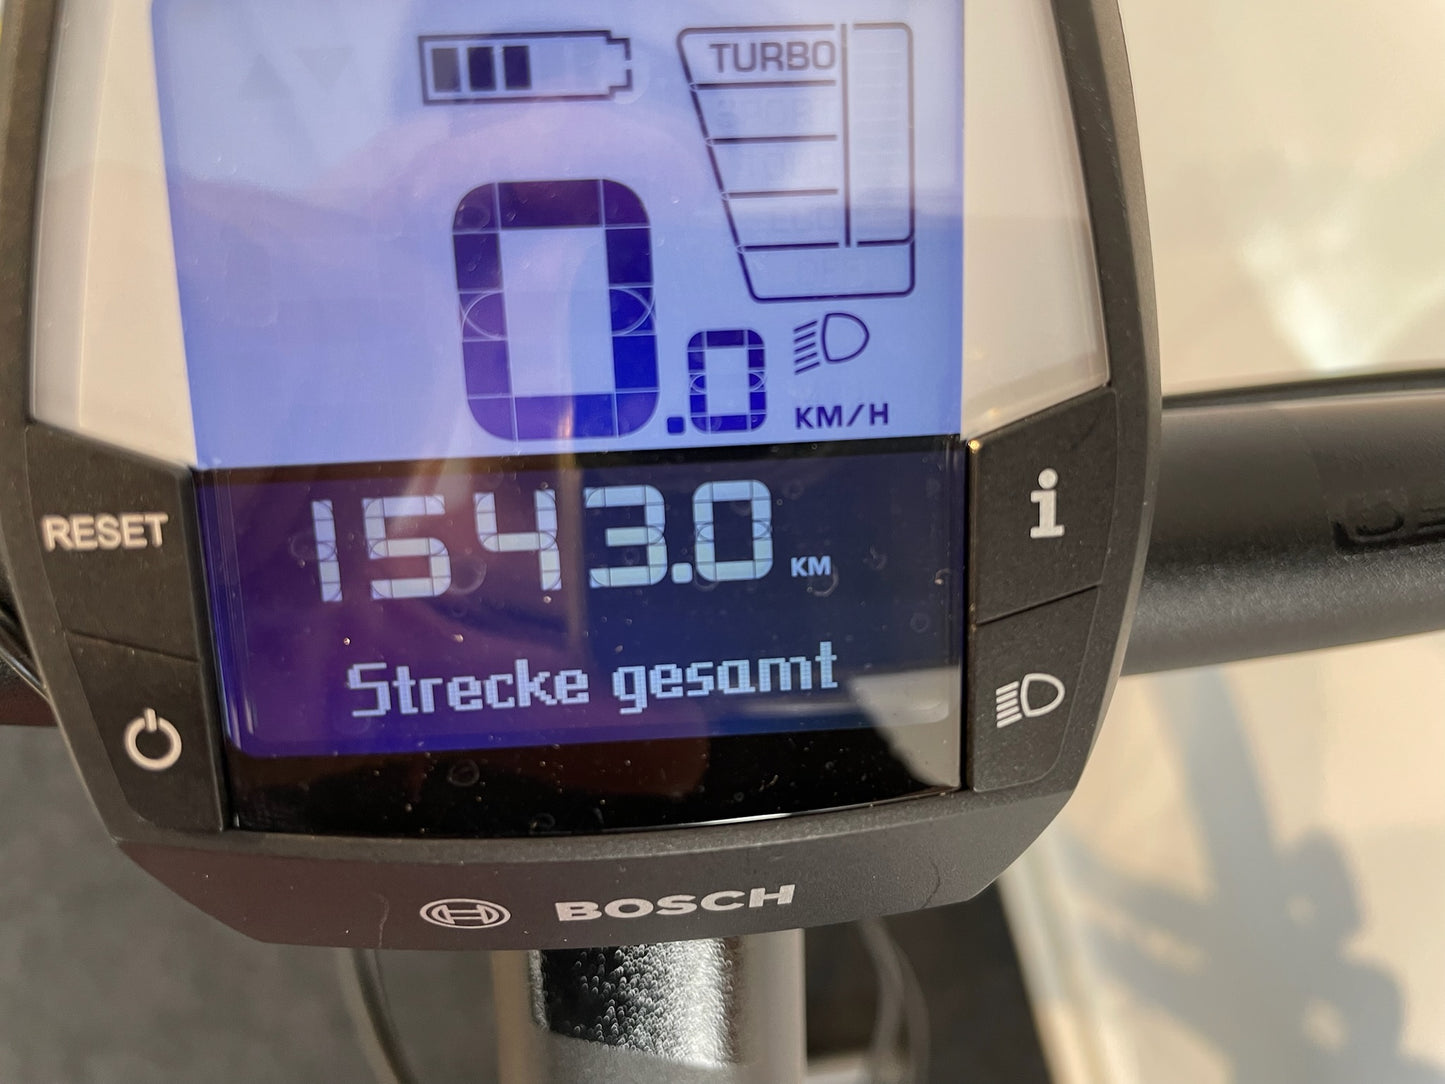 TURBO
0.0
KM/H
1543.0 KM
Strecke gesamt
RESET
i
BOSCH